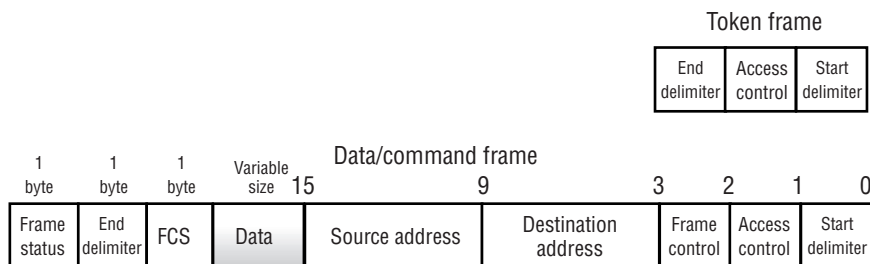 Token frame
End delimiter
Access control
Start delimiter
Data/command frame
1 byte
1 byte
1 byte
Variable size
15
9
3
2
1
0
Frame status
End delimiter
FCS
Data
Source address
Destination address
Frame control
Access control
Start delimiter